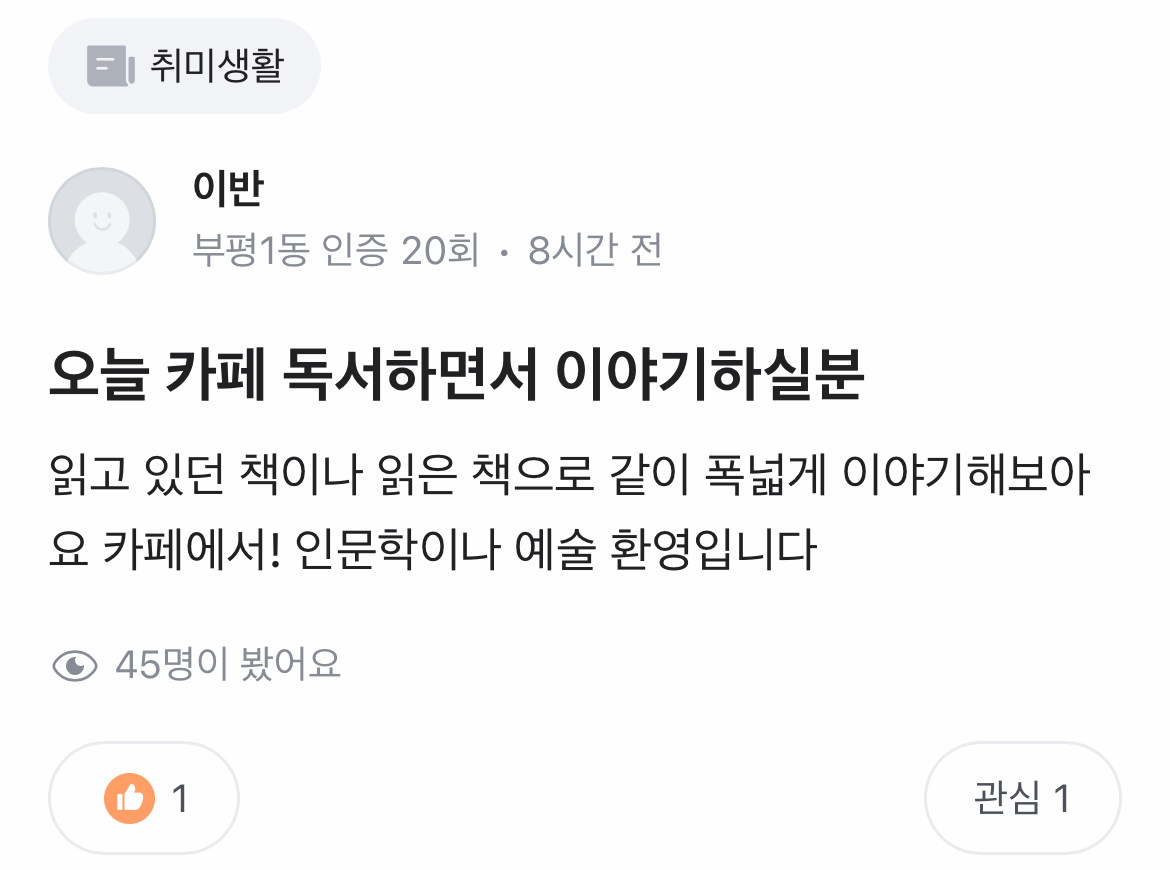 취미생활
이반
부평1동 인증 20회 · 8시간 전
오늘 카페 독서하면서 이야기하실분
읽고 있던 책이나 읽은 책으로 같이 폭넓게 이야기해보아
요 카페에서! 인문학이나 예술 환영입니다
45명이 봤어요
1
관심 1